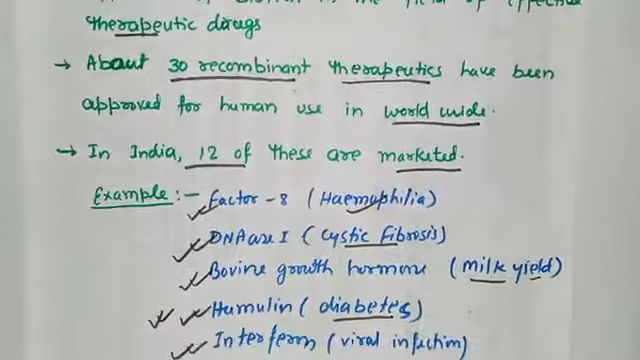 therapeutic drugs
→ About 30 recombinant therapeutics have been
approved for human use in world wide.
→ In India, 12 of these are marketed.
Example :- Factor-8 (Haemophilia)
DNAase I (Cystic Fibrosis)
Bovine growth hormone (milk yield)
Humulin (diabetes)
Interferon (viral infection)